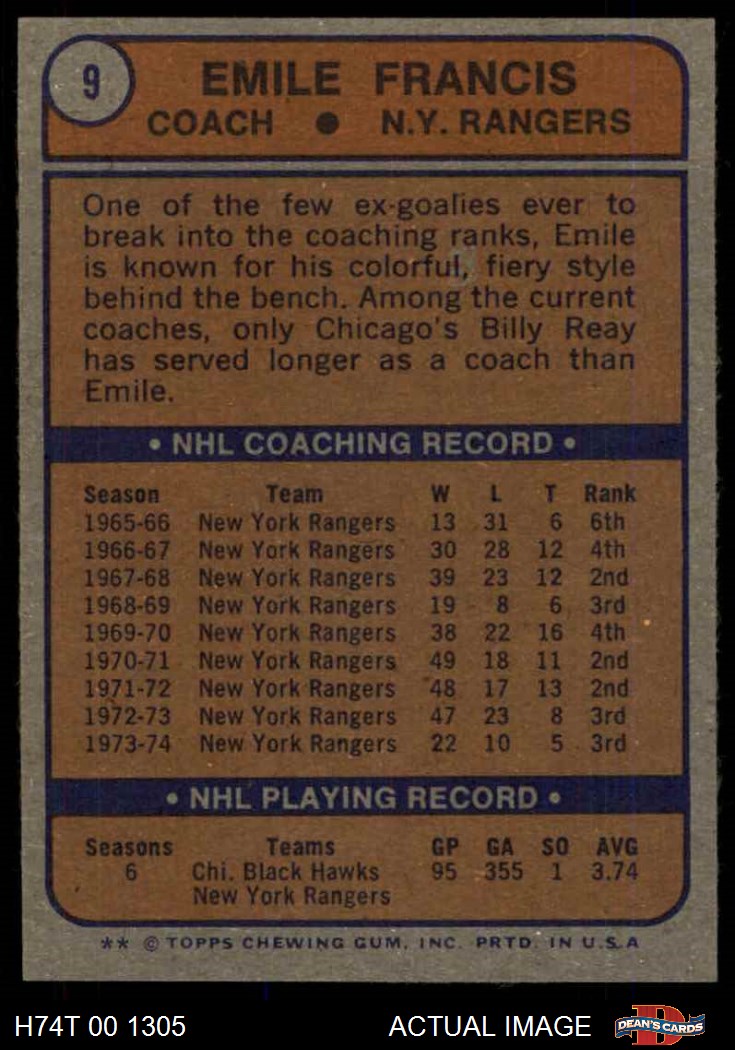 9
EMILE FRANCIS
COACH ● N.Y. RANGERS
One of the few ex-goalies ever to
break into the coaching ranks, Emile
is known for his colorful, fiery style
behind the bench. Among the current
coaches, only Chicago's Billy Reay
has served longer as a coach than
Emile.
• NHL COACHING RECORD •
Season Team W L T Rank
1965-66 New York Rangers 13 31 6 6th
1966-67 New York Rangers 30 28 12 4th
1967-68 New York Rangers 39 23 12 2nd
1968-69 New York Rangers 19 8 6 3rd
1969-70 New York Rangers 38 22 16 4th
1970-71 New York Rangers 49 18 11 2nd
1971-72 New York Rangers 48 17 13 2nd
1972-73 New York Rangers 47 23 8 3rd
1973-74 New York Rangers 22 10 5 3rd
• NHL PLAYING RECORD •
Seasons Teams GP GA SO AVG
6 Chi. Black Hawks 95 355 1 3.74
New York Rangers
** © TOPPS CHEWING GUM, INC. PRTD. IN U.S.A
H74T 00 1305 ACTUAL IMAGE D DEAN'S CARDS